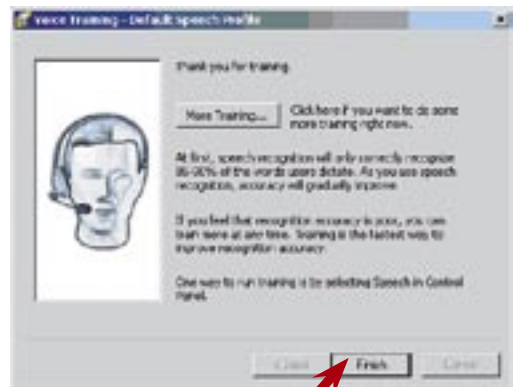 Voice Training - Default Speech Profile
Thank you for training.
More Training...
Click here if you want to do some
more training right now.
At first, speech recognition will only correctly recognize
of the words users dictate. As you use speech
recognition, accuracy will gradually improve.
If you feel that recognition accuracy is poor, you can
train more at any time. Training is the fastest way to
improve recognition accuracy.
One way to run training is by selecting Speech in Control
Panel.
Finish
Cancel